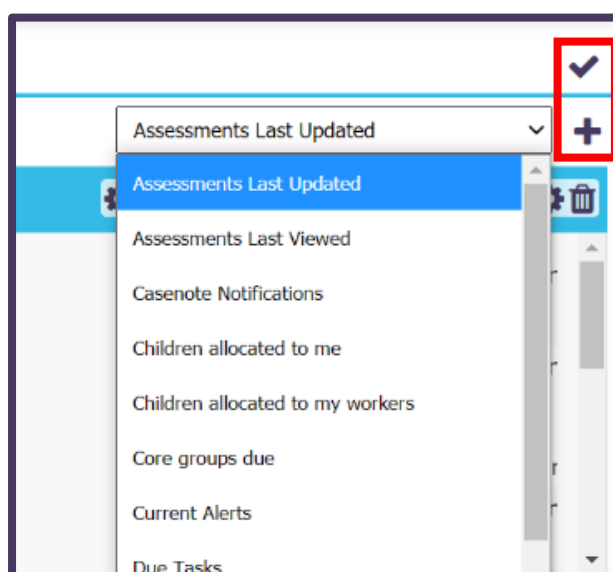 Assessments Last Updated
Assessments Last Updated
Assessments Last Viewed
Casenote Notifications
Children allocated to me
Children allocated to my workers
Core groups due
Current Alerts
Due Tasks